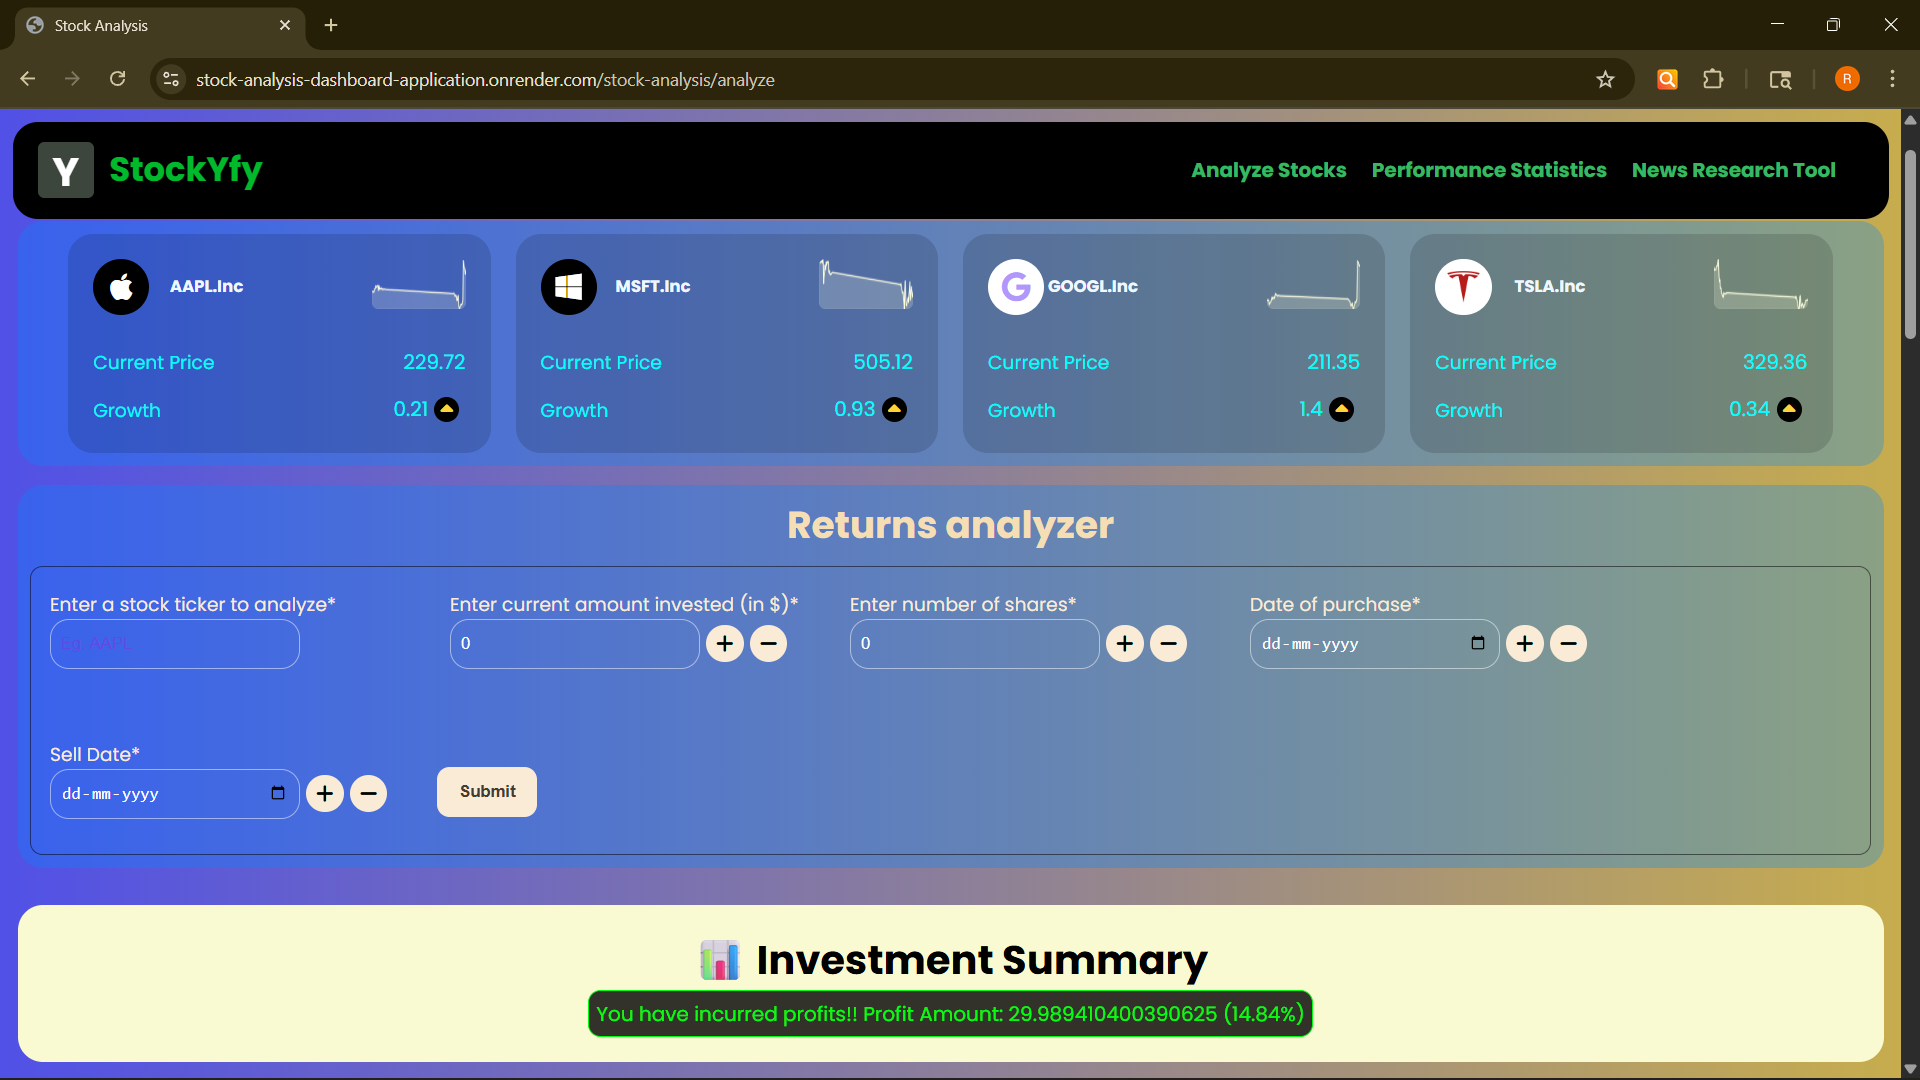 Stock Analysis
stock-analysis-dashboard-application.onrender.com/stock-analysis/analyze
R
Y StockYfy
Analyze Stocks Performance Statistics News Research Tool
AAPL.Inc
Current Price 229.72
Growth 0.21
MSFT.Inc
Current Price 505.12
Growth 0.93
G GOOGL.Inc
Current Price 211.35
Growth 1.4
TSLA.Inc
Current Price 329.36
Growth 0.34
Returns analyzer
Enter a stock ticker to analyze*
Eg: AAPL
Enter current amount invested (in $)*
0
Enter number of shares*
0
Date of purchase*
dd-mm-yyyy
Sell Date*
dd-mm-yyyy
Submit
Investment Summary
You have incurred profits!! Profit Amount: 29.989410400390625 (14.84%)